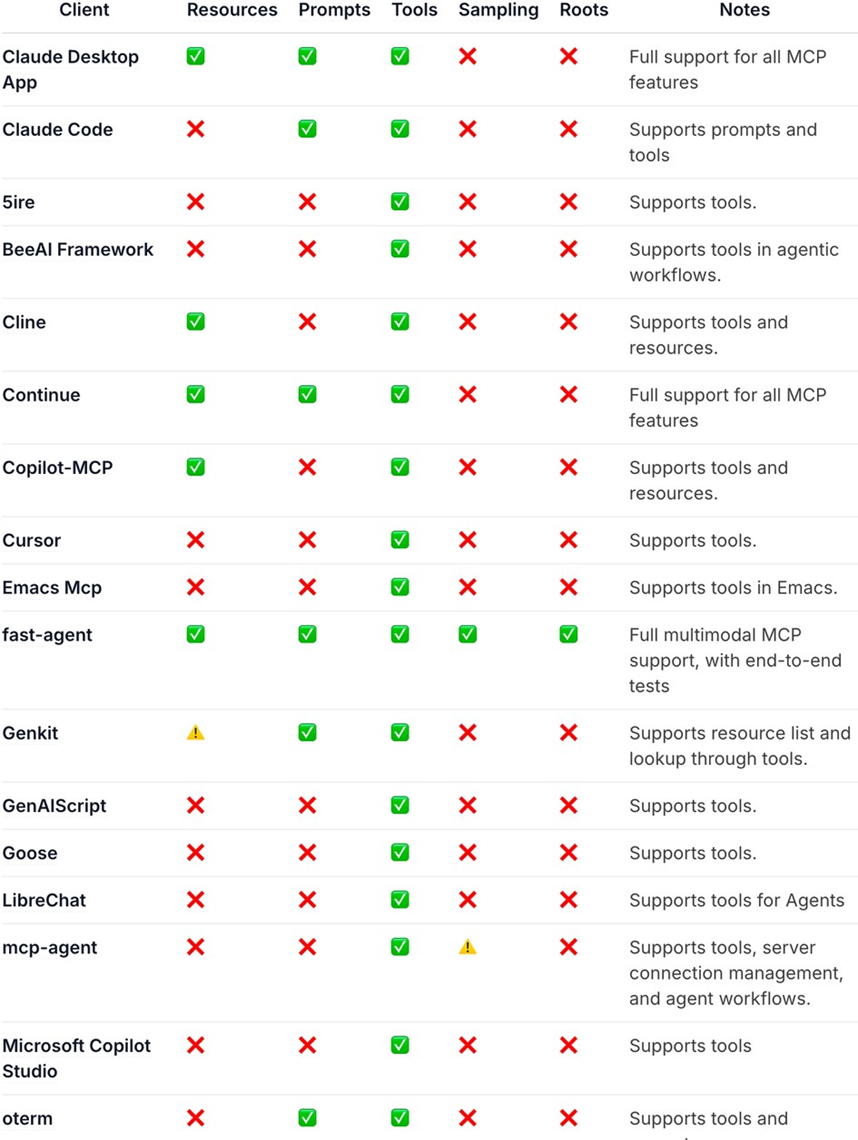 Client Resources Prompts Tools Sampling Roots Notes
Claude Desktop App ✅ ✅ ✅ ❌ ❌ Full support for all MCP features
Claude Code ❌ ✅ ✅ ❌ ❌ Supports prompts and tools
5ire ❌ ❌ ✅ ❌ ❌ Supports tools.
BeeAI Framework ❌ ❌ ✅ ❌ ❌ Supports tools in agentic workflows.
Cline ✅ ❌ ✅ ❌ ❌ Supports tools and resources.
Continue ✅ ✅ ✅ ❌ ❌ Full support for all MCP features
Copilot-MCP ✅ ❌ ✅ ❌ ❌ Supports tools and resources.
Cursor ❌ ❌ ✅ ❌ ❌ Supports tools.
Emacs Mcp ❌ ❌ ✅ ❌ ❌ Supports tools in Emacs.
fast-agent ✅ ✅ ✅ ✅ ✅ Full multimodal MCP support, with end-to-end tests
Genkit ⚠️ ✅ ✅ ❌ ❌ Supports resource list and lookup through tools.
GenAIScript ❌ ❌ ✅ ❌ ❌ Supports tools.
Goose ❌ ❌ ✅ ❌ ❌ Supports tools.
LibreChat ❌ ❌ ✅ ❌ ❌ Supports tools for Agents
mcp-agent ❌ ❌ ✅ ⚠️ ❌ Supports tools, server connection management, and agent workflows.
Microsoft Copilot Studio ❌ ❌ ✅ ❌ ❌ Supports tools
oterm ❌ ✅ ✅ ❌ ❌ Supports tools and